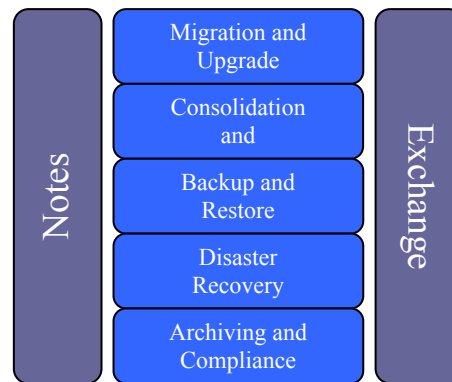 Notes
Migration and
Upgrade
Consolidation
and
Backup and
Restore
Disaster
Recovery
Archiving and
Compliance
Exchange